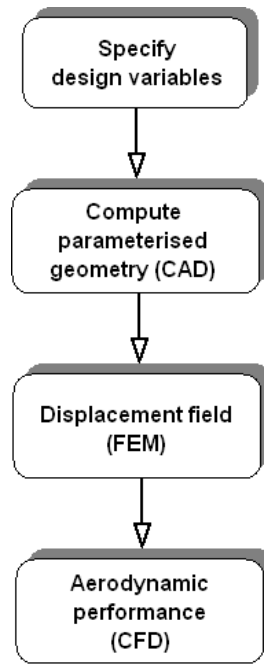 Specify
design variables
Compute
parameterised
geometry (CAD)
Displacement field
(FEM)
Aerodynamic
performance
(CFD)